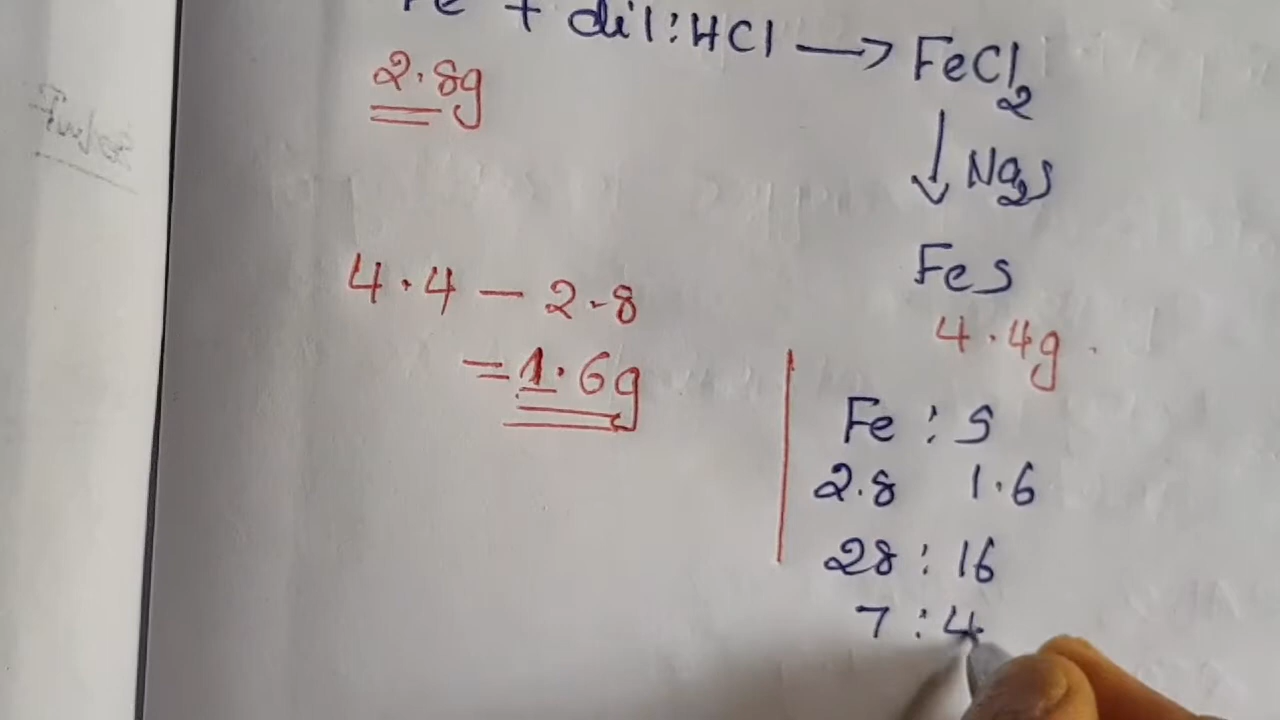 Fe + dil:HCl → FeCl₂
2.8g
↓ Na₂S
FeS
4.4g.
4.4 – 2.8
= 1.6g
Fe : S
2.8 1.6
28 : 16
7 : 4